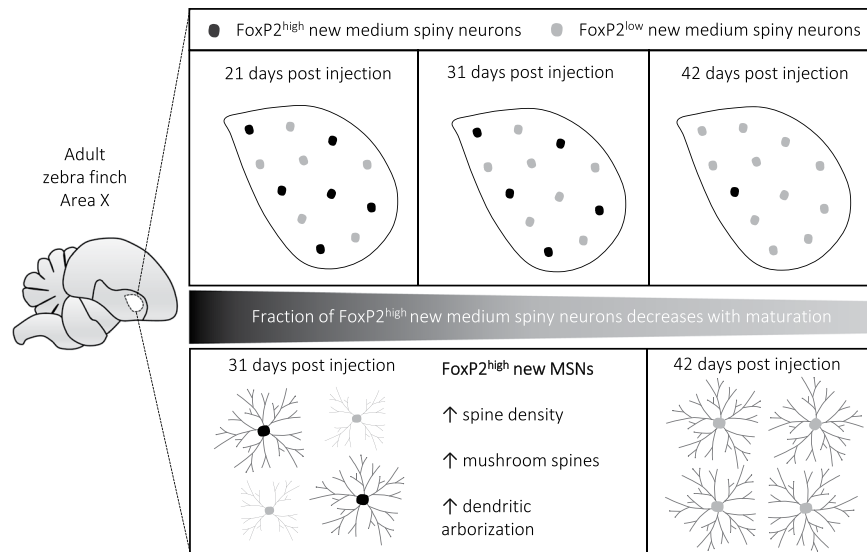 FoxP2high new medium spiny neurons
FoxP2low new medium spiny neurons
21 days post injection
31 days post injection
42 days post injection
Adult
zebra finch
Area X
Fraction of FoxP2high new medium spiny neurons decreases with maturation
31 days post injection
FoxP2high new MSNs
↑ spine density
↑ mushroom spines
↑ dendritic
arborization
42 days post injection